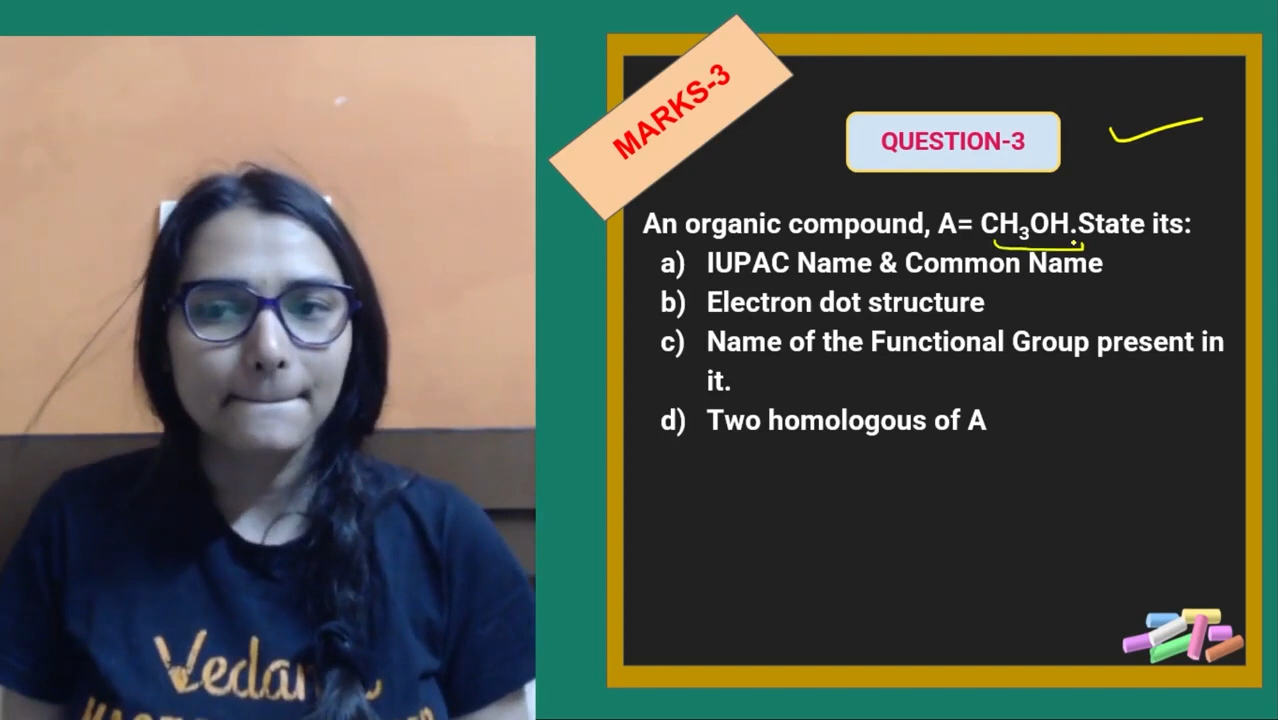 MARKS-3
QUESTION-3
An organic compound, A= CH₃OH.State its:
a) IUPAC Name & Common Name
b) Electron dot structure
c) Name of the Functional Group present in
it.
d) Two homologous of A